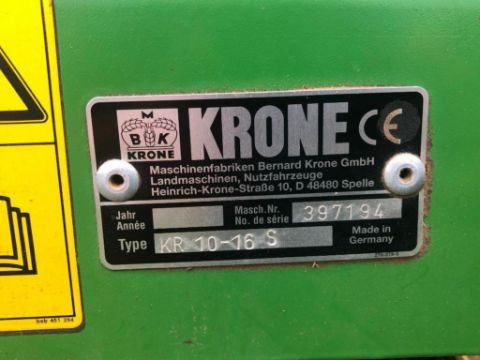 M
B K
KRONE
KRONE CE
Maschinenfabriken Bernard Krone GmbH
Landmaschinen, Nutzfahrzeuge
Heinrich-Krone-Straße 10, D 48480 Spelle
Jahr
Année
Masch.Nr.
No. de série
397194
Type KR 10-16 S
Made in
Germany